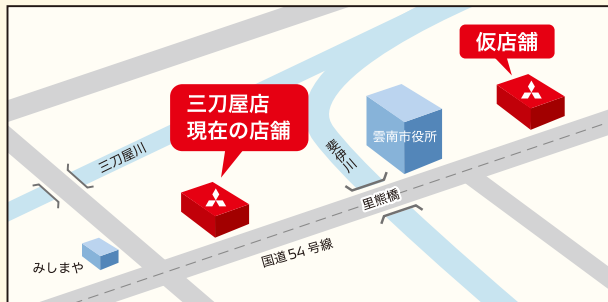 仮店舗
三刀屋店
現在の店舗
雲南市役所
三刀屋川
斐伊川
里熊橋
国道54号線
みしまや